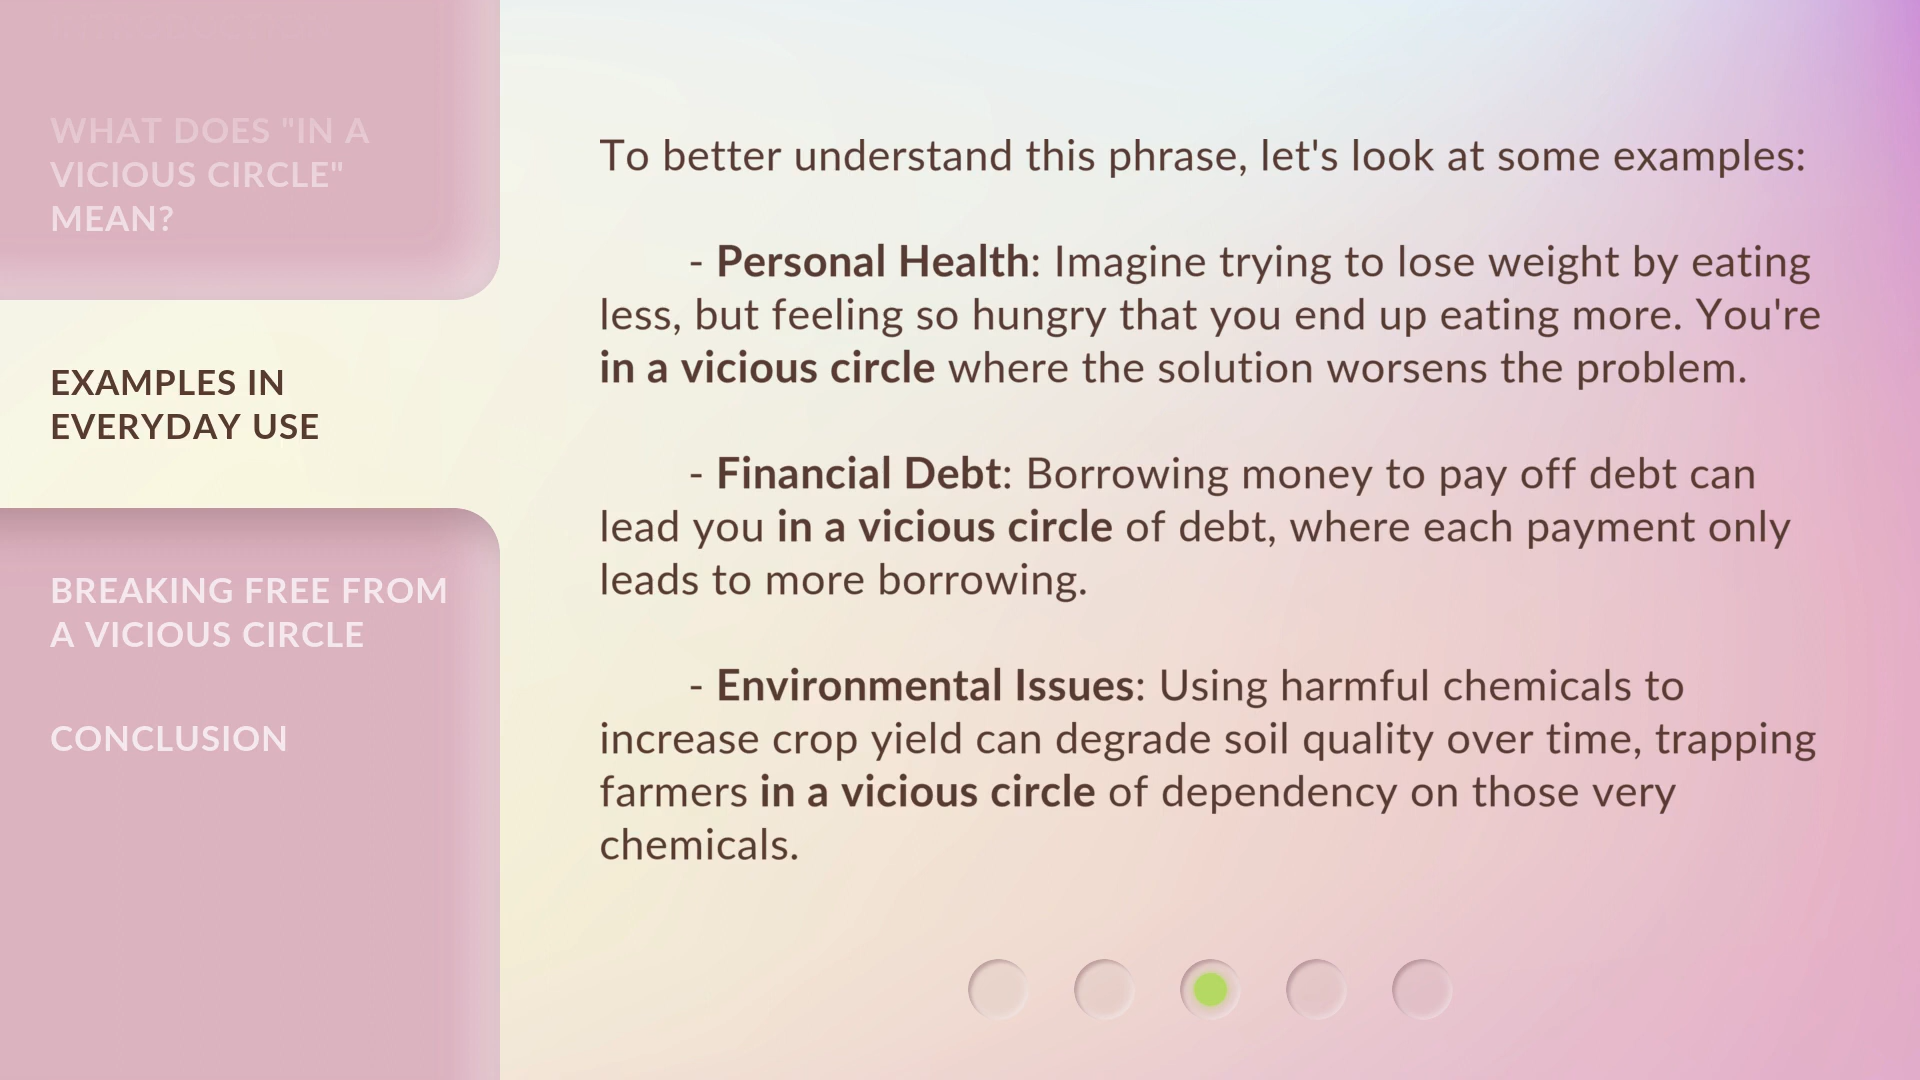 INTRODUCTION
WHAT DOES "IN A
VICIOUS CIRCLE"
MEAN?
EXAMPLES IN
EVERYDAY USE
BREAKING FREE FROM
A VICIOUS CIRCLE
CONCLUSION
To better understand this phrase, let's look at some examples:
- Personal Health: Imagine trying to lose weight by eating
less, but feeling so hungry that you end up eating more. You're
in a vicious circle where the solution worsens the problem.
- Financial Debt: Borrowing money to pay off debt can
lead you in a vicious circle of debt, where each payment only
leads to more borrowing.
- Environmental Issues: Using harmful chemicals to
increase crop yield can degrade soil quality over time, trapping
farmers in a vicious circle of dependency on those very
chemicals.